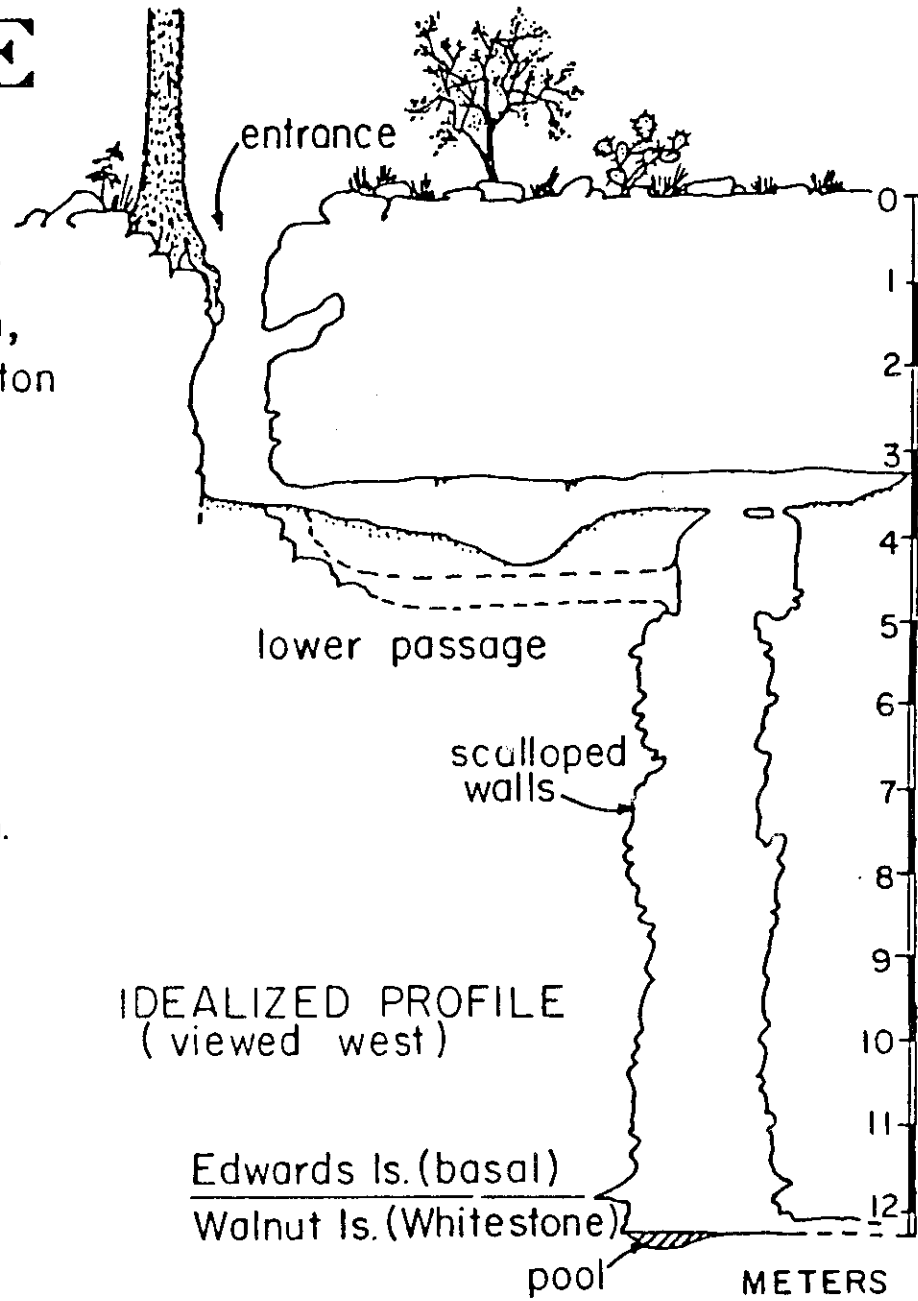 E
entrance
0
1
ton
2
3
4
5
lower passage
6
scalloped
walls
7
8
9
IDEALIZED PROFILE
(viewed west)
10
11
Edwards ls. (basal)
Walnut ls. (Whitestone)
12
pool
METERS